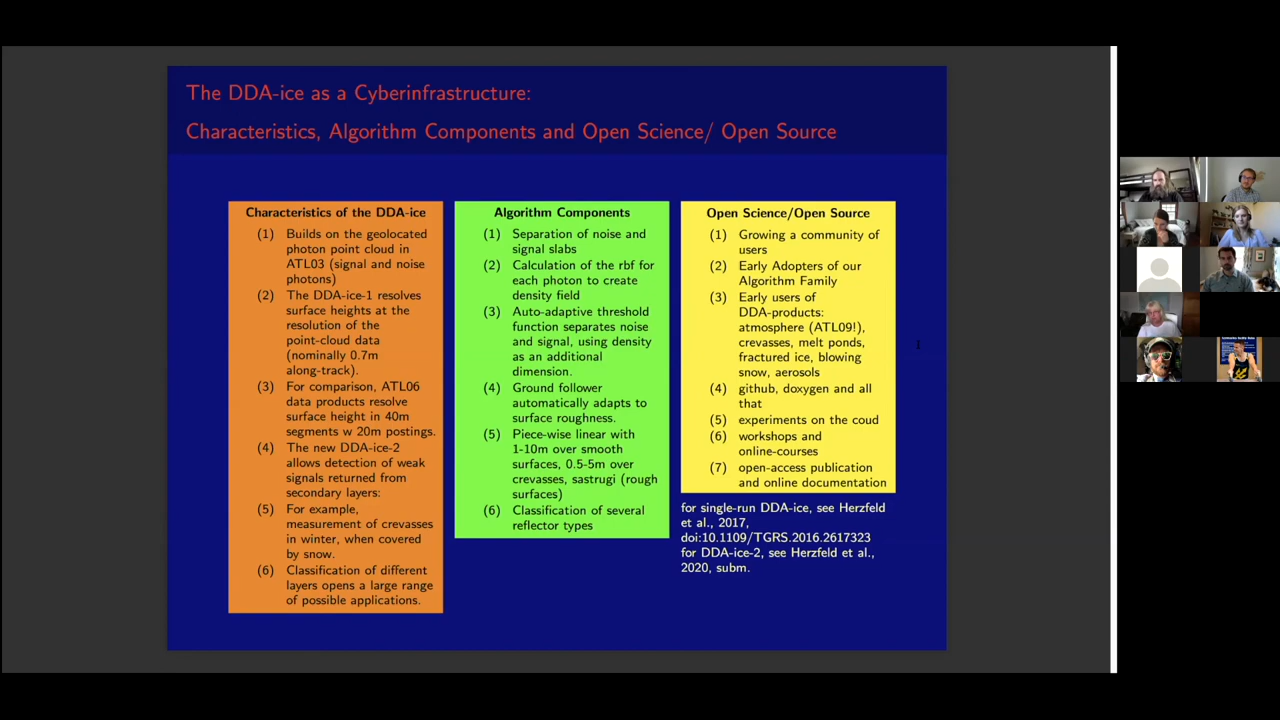 The DDA-ice as a Cyberinfrastructure:
Characteristics, Algorithm Components and Open Science/ Open Source
Characteristics of the DDA-ice
(1) Builds on the geolocated
photon point cloud in
ATL03 (signal and noise
photons)
(2) The DDA-ice-1 resolves
surface heights at the
resolution of the
point-cloud data
(nominally 0.7m
along-track).
(3) For comparison, ATL06
data products resolve
surface height in 40m
segments w 20m postings.
(4) The new DDA-ice-2
allows detection of weak
signals returned from
secondary layers:
(5) For example,
measurement of crevasses
in winter, when covered
by snow.
(6) Classification of different
layers opens a large range
of possible applications.
Algorithm Components
(1) Separation of noise and
signal slabs
(2) Calculation of the rbf for
each photon to create
density field
(3) Auto-adaptive threshold
function separates noise
and signal, using density
as an additional
dimension.
(4) Ground follower
automatically adapts to
surface roughness.
(5) Piece-wise linear with
1-10m over smooth
surfaces, 0.5-5m over
crevasses, sastrugi (rough
surfaces)
(6) Classification of several
reflector types
Open Science/Open Source
(1) Growing a community of
users
(2) Early Adopters of our
Algorithm Family
(3) Early users of
DDA-products:
atmosphere (ATL09!),
crevasses, melt ponds,
fractured ice, blowing
snow, aerosols
(4) github, doxygen and all
that
(5) experiments on the coud
(6) workshops and
online-courses
(7) open-access publication
and online documentation
for single-run DDA-ice, see Herzfeld
et al., 2017,
doi:10.1109/TGRS.2016.2617323
for DDA-ice-2, see Herzfeld et al.,
2020, subm.